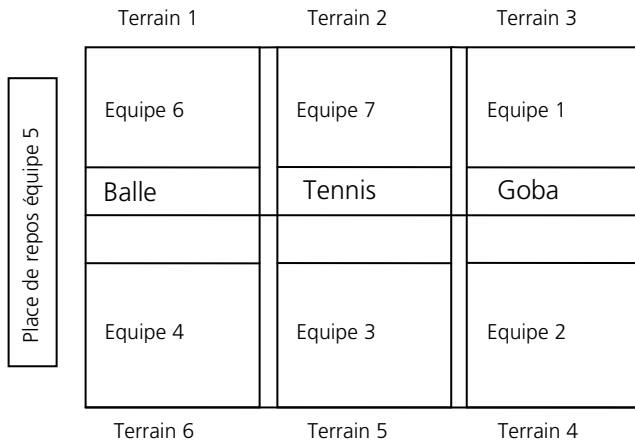 Terrain 1 Terrain 2 Terrain 3
Place de repos équipe 5
Equipe 6 Equipe 7 Equipe 1
Balle Tennis Goba
Equipe 4 Equipe 3 Equipe 2
Terrain 6 Terrain 5 Terrain 4